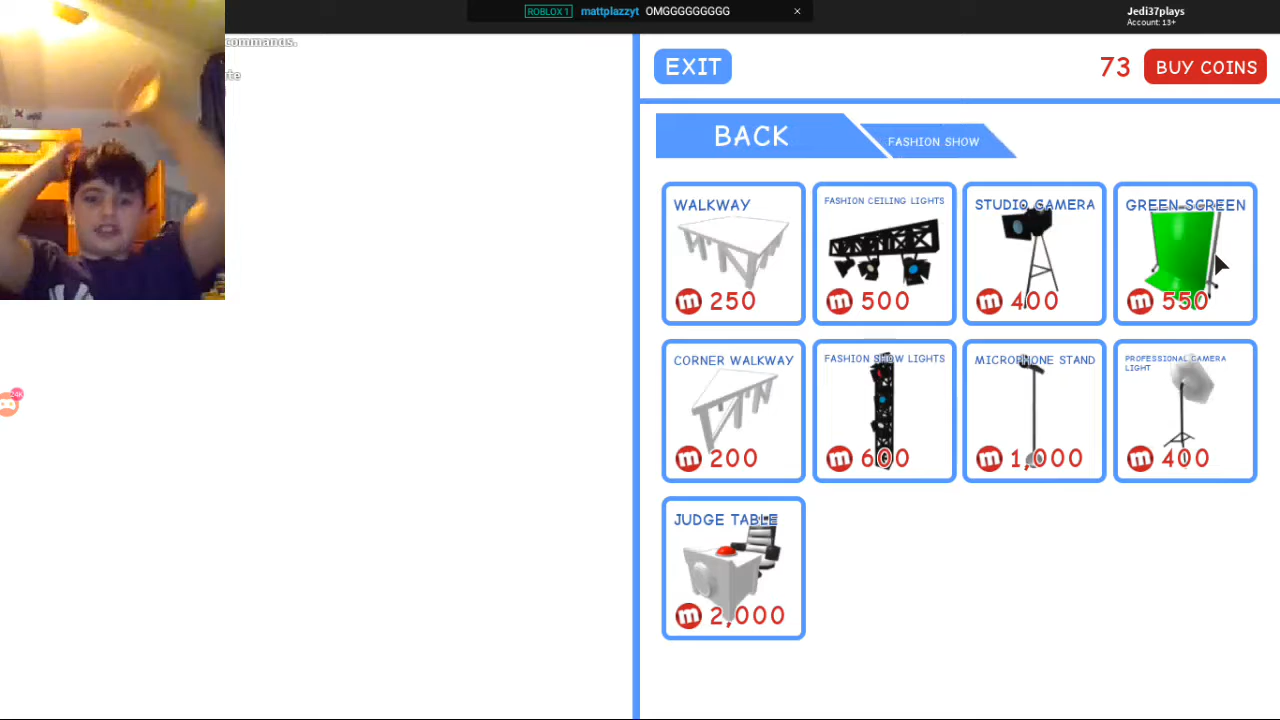 ROBLOX 1 mattplazzyt OMGGGGGGGGG ×
Jedi37plays
Account: 13+
commands.
EXIT
73
BUY COINS
BACK
FASHION SHOW
WALKWAY
m 250
FASHION CEILING LIGHTS
m 500
STUDIO CAMERA
m 400
GREEN SCREEN
m 550
CORNER WALKWAY
m 200
FASHION SHOW LIGHTS
m 600
MICROPHONE STAND
m 1,000
PROFESSIONAL CAMERA
LIGHT
m 400
JUDGE TABLE
m 2,000